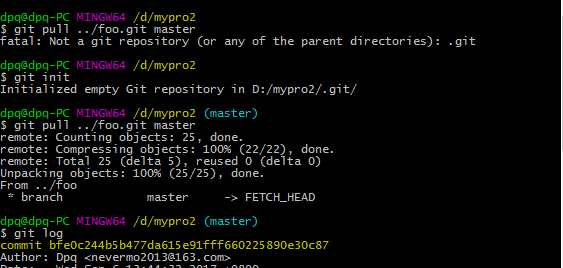 dpq@dpq-PC MINGW64 /d/mypro2
$ git pull ../foo.git master
fatal: Not a git repository (or any of the parent directories): .git
dpq@dpq-PC MINGW64 /d/mypro2
$ git init
Initialized empty Git repository in D:/mypro2/.git/
dpq@dpq-PC MINGW64 /d/mypro2 (master)
$ git pull ../foo.git master
remote: Counting objects: 25, done.
remote: Compressing objects: 100% (22/22), done.
remote: Total 25 (delta 5), reused 0 (delta 0)
Unpacking objects: 100% (25/25), done.
From ../foo
 * branch            master     -> FETCH_HEAD
dpq@dpq-PC MINGW64 /d/mypro2 (master)
$ git log
commit bfe0c244b5b477da615e91fff660225890e30c87
Author: Dpq <nevermo2013@163.com>